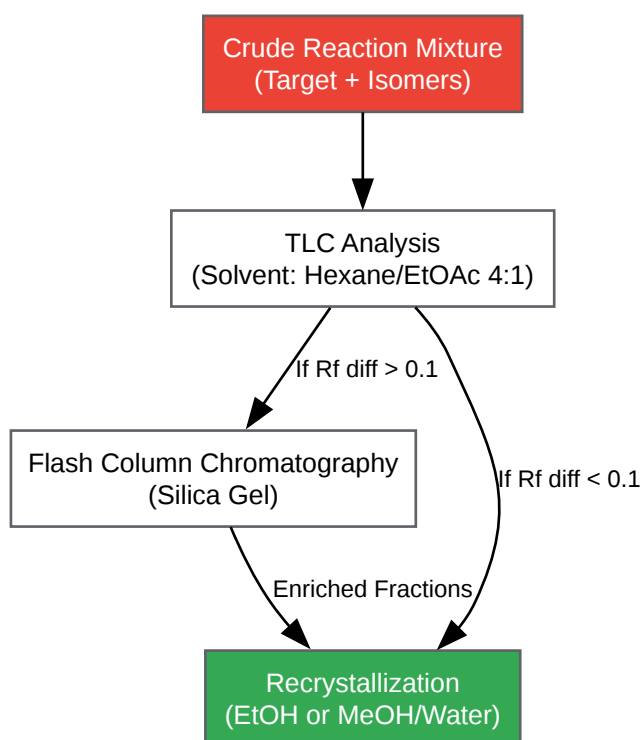 Crude Reaction Mixture
(Target + Isomers)
TLC Analysis
(Solvent: Hexane/EtOAc 4:1)
If Rf diff > 0.1
Flash Column Chromatography
(Silica Gel)
If Rf diff < 0.1
Enriched Fractions
Recrystallization
(EtOH or MeOH/Water)